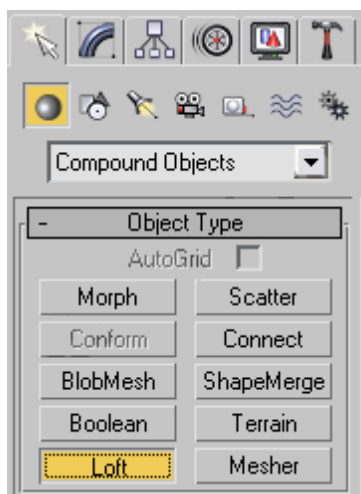 Compound Objects
- Object Type
AutoGrid
Morph Scatter
Conform Connect
BlobMesh ShapeMerge
Boolean Terrain
Loft Mesher